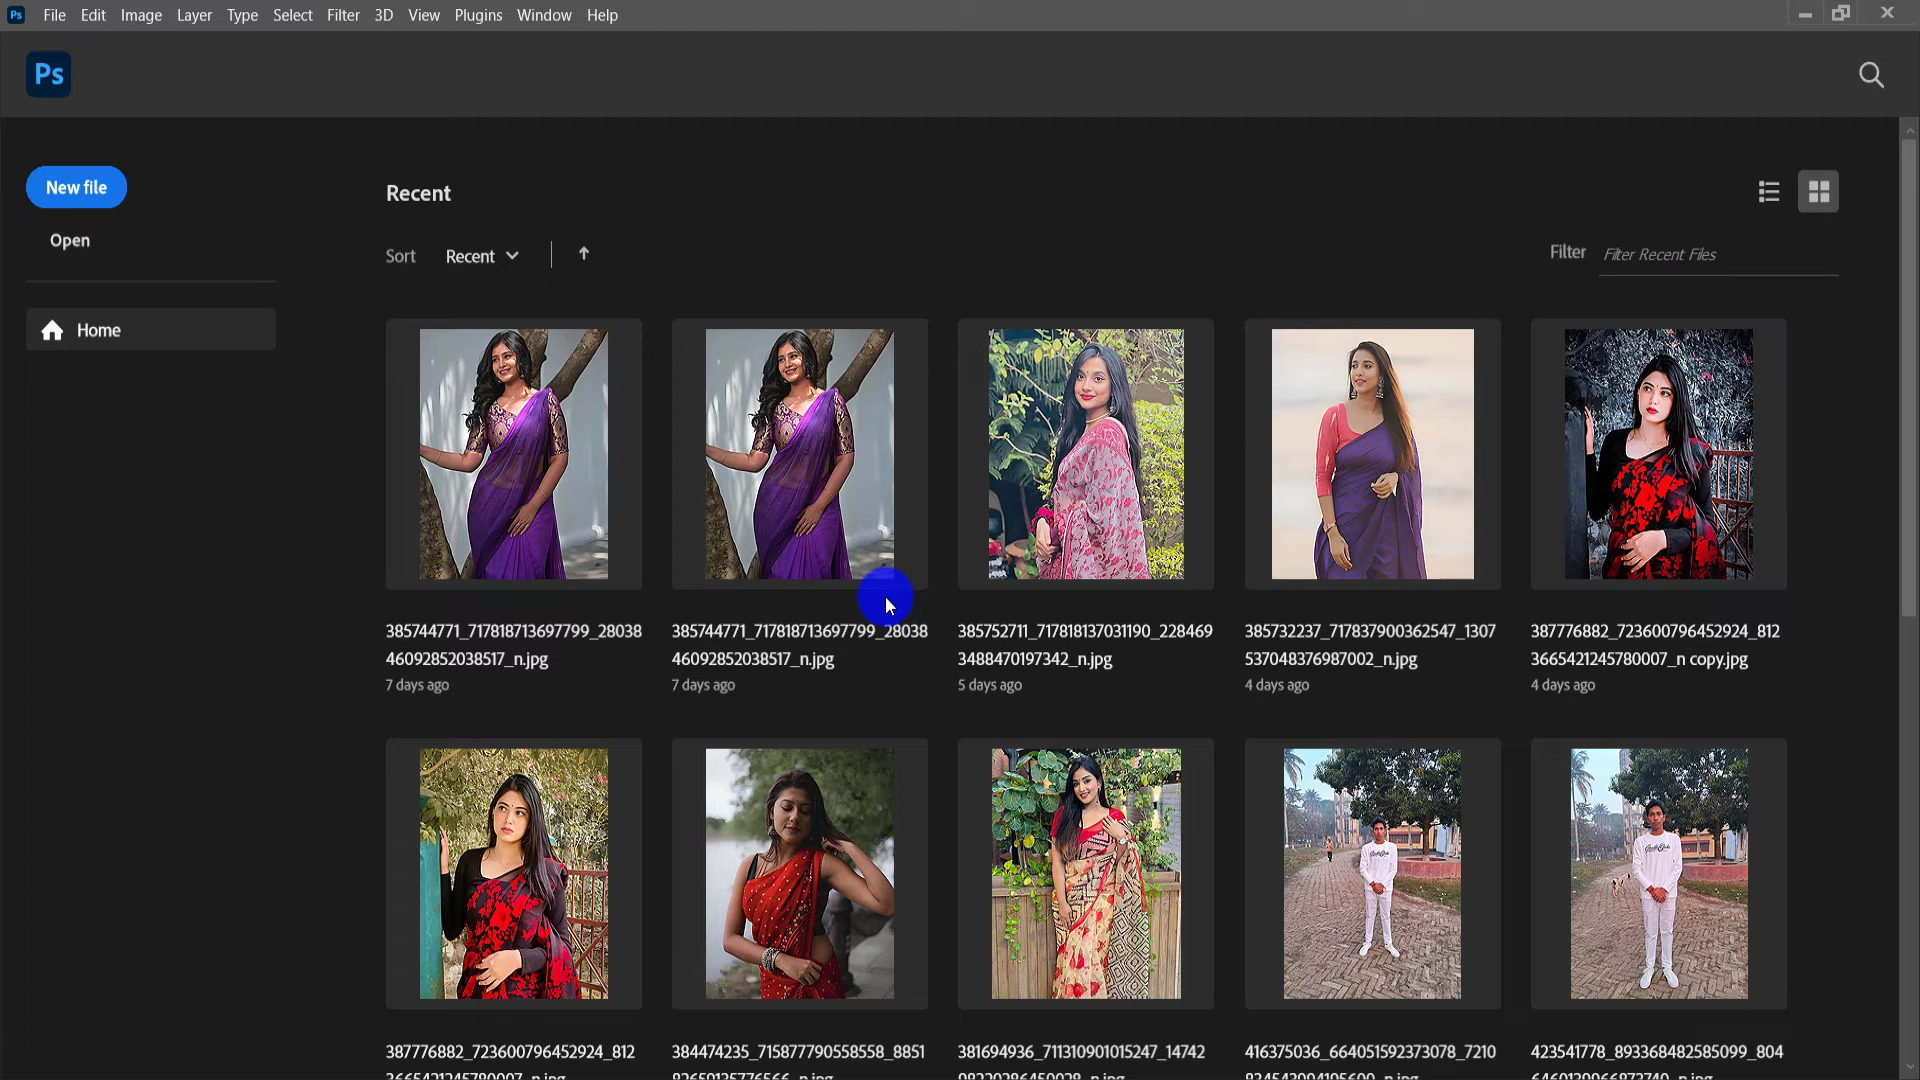 Ps File Edit Image Layer Type Select Filter 3D View Plugins Window Help
Ps
New file
Open
Home
Recent
Sort Recent
Filter Filter Recent Files
385744771_717818713697799_28038
46092852038517_n.jpg
7 days ago
385744771_717818713697799_28038
46092852038517_n.jpg
7 days ago
385752711_717818137031190_228469
3488470197342_n.jpg
5 days ago
385732237_717837900362547_1307
537048376987002_n.jpg
4 days ago
387776882_723600796452924_812
3665421245780007_n copy.jpg
4 days ago
387776882_723600796452924_812
3665421245780007_n.jpg
384474235_715877790558558_8851
381694936_711310901015247_14742
416375036_664051592373078_7210
423541778_893368482585099_804